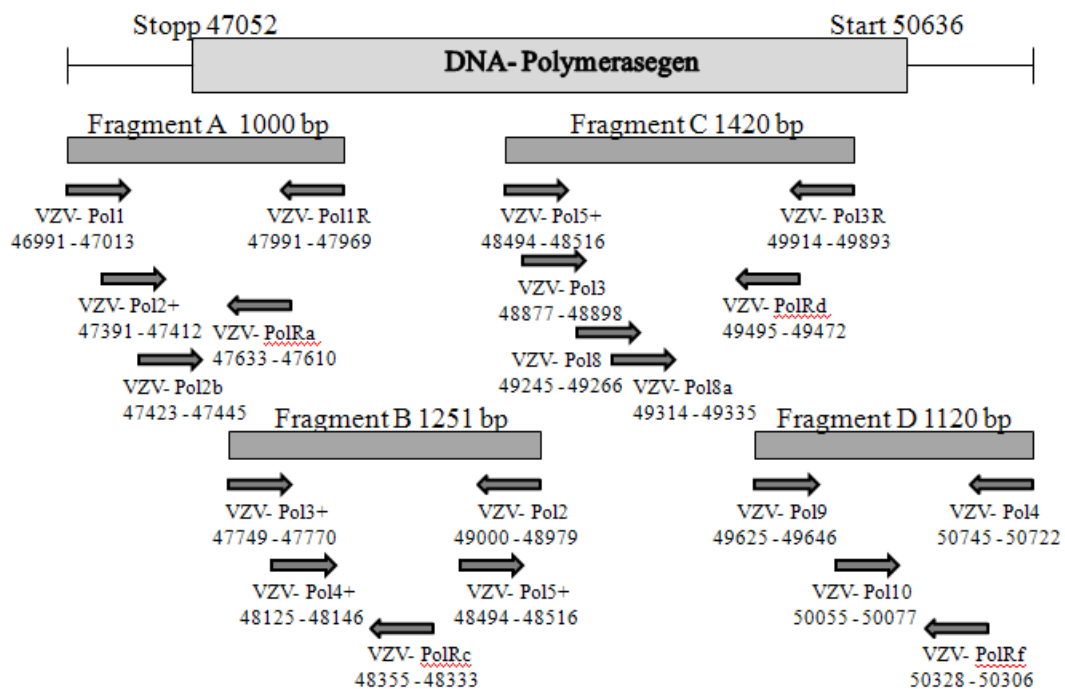 Stopp 47052
Start 50636
DNA- Polymerasegen
Fragment A 1000 bp
Fragment C 1420 bp
VZV- Pol1
46991 - 47013
VZV- Pol1R
47991 - 47969
VZV- Pol5+
48494 - 48516
VZV- Pol3R
49914 - 49893
VZV- Pol2+
47391 - 47412
VZV- PolRa
47633 - 47610
VZV- Pol3
48877 - 48898
VZV- PolRd
49495 - 49472
VZV- Pol2b
47423 - 47445
VZV- Pol8
49245 - 49266
VZV- Pol8a
49314 - 49335
Fragment B 1251 bp
Fragment D 1120 bp
VZV- Pol3+
47749 - 47770
VZV- Pol2
49000 - 48979
VZV- Pol9
49625 - 49646
VZV- Pol4
50745 - 50722
VZV- Pol4+
48125 - 48146
VZV- Pol5+
48494 - 48516
VZV- Pol10
50055 - 50077
VZV- PolRc
48355 - 48333
VZV- PolRf
50328 - 50306